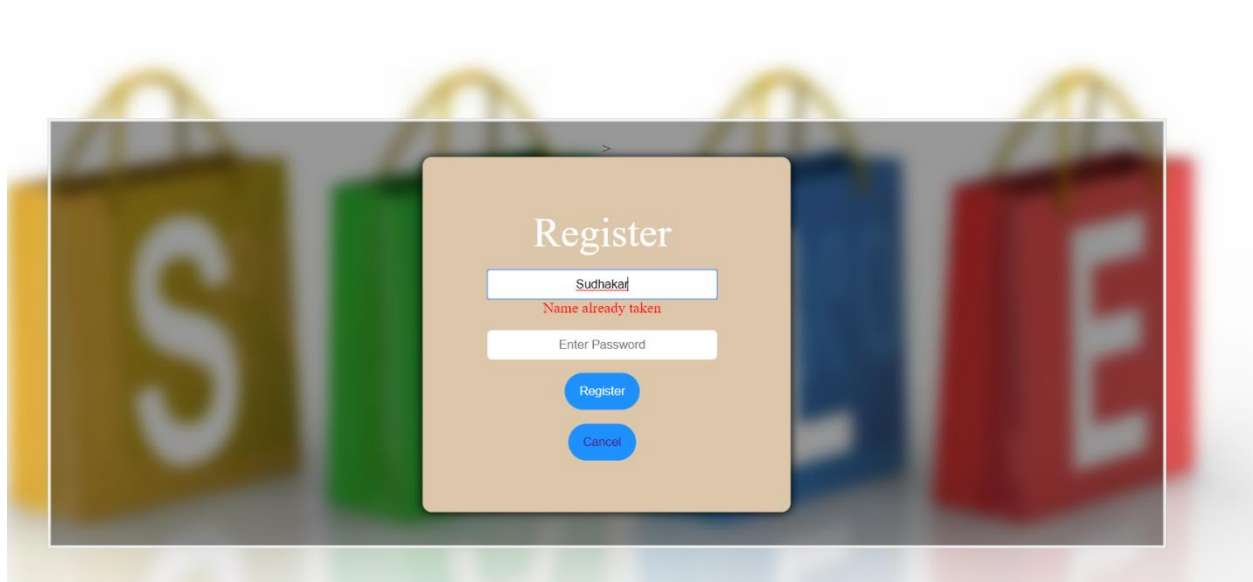 S L E
>
Register
Sudhakar
Name already taken
Enter Password
Register
Cancel